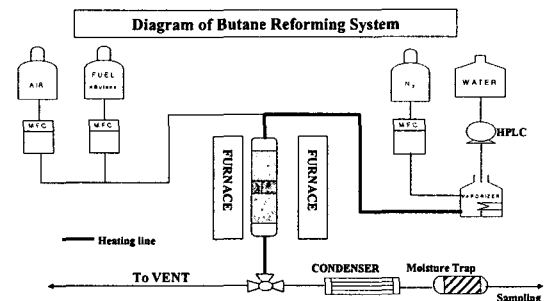 Diagram of Butane Reforming System
AIR
FUEL
nButane
N₂
WATER
MFC
MFC
MFC
HPLC
VAPORIZER
FURNACE
FURNACE
Heating line
To VENT
CONDENSER
Moisture Trap
Sampling